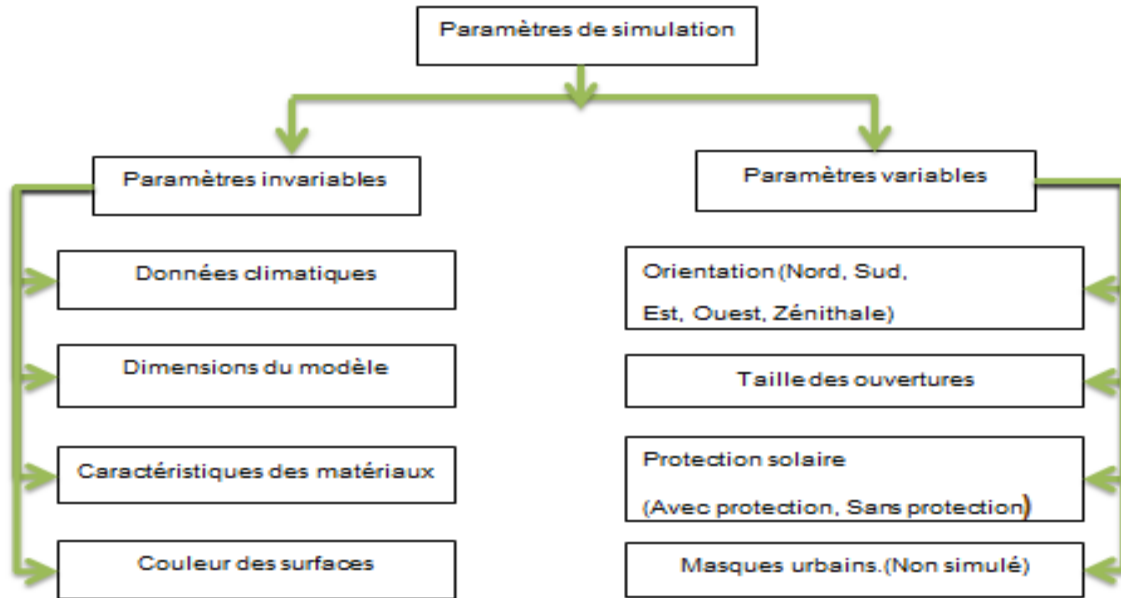 Paramètres de simulation
Paramètres invariables
Données climatiques
Dimensions du modèle
Caractéristiques des matériaux
Couleur des surfaces
Paramètres variables
Orientation (Nord, Sud,
Est, Ouest, Zénithale)
Taille des ouvertures
Protection solaire
(Avec protection, Sans protection)
Masques urbains.(Non simulé)